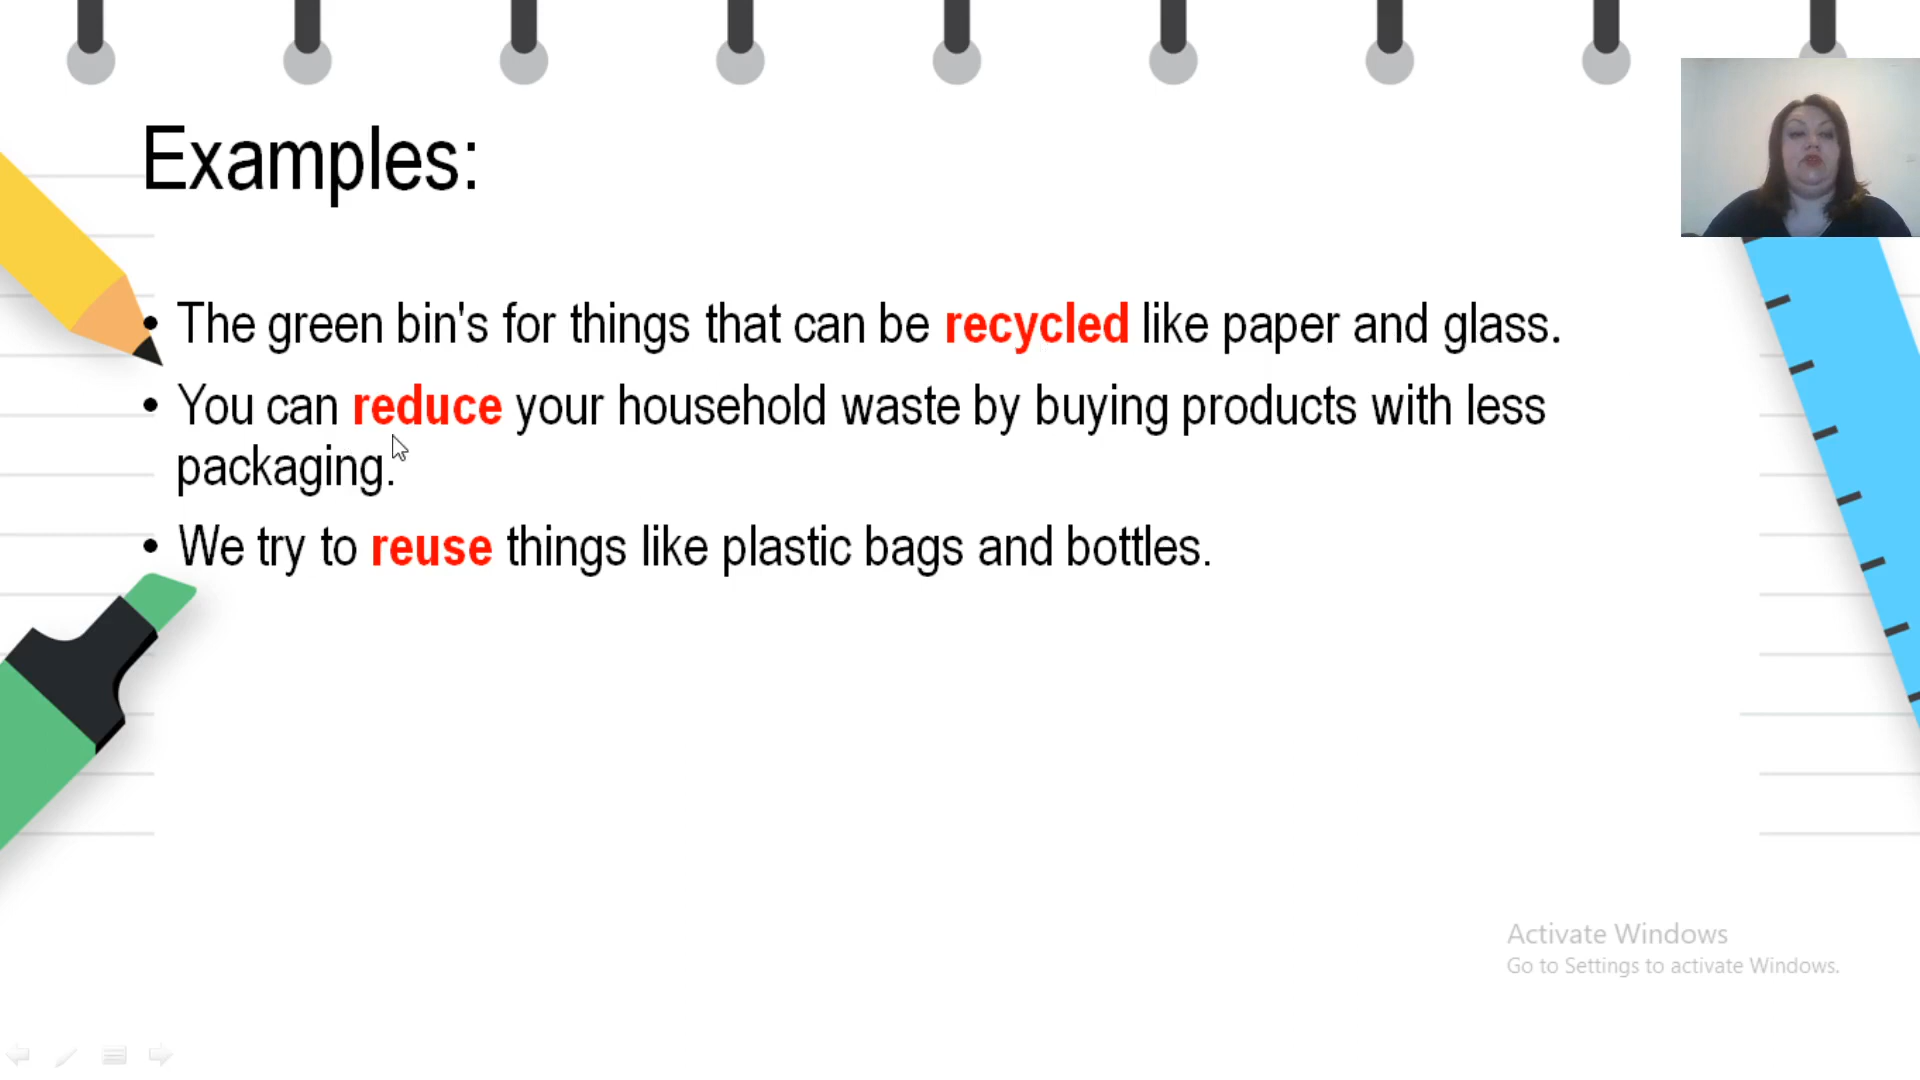 Examples:
• The green bin's for things that can be recycled like paper and glass.
• You can reduce your household waste by buying products with less
packaging.
• We try to reuse things like plastic bags and bottles.
Activate Windows
Go to Settings to activate Windows.